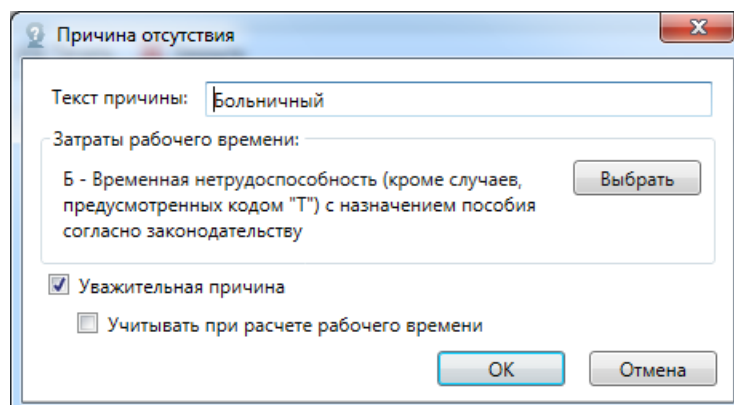 Причина отсутствия
Текст причины: Больничный
Затраты рабочего времени:
Б - Временная нетрудоспособность (кроме случаев,
предусмотренных кодом "Т") с назначением пособия
согласно законодательству
Выбрать
Уважительная причина
Учитывать при расчете рабочего времени
ОК Отмена